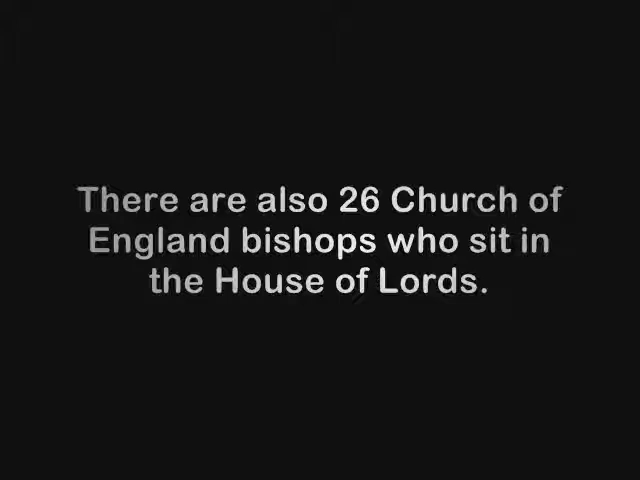 There are also 26 Church of
England bishops who sit in
the House of Lords.